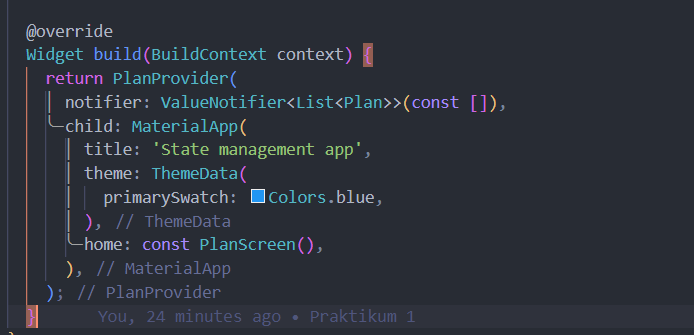 @override
Widget build(BuildContext context) {
return PlanProvider(
notifier: ValueNotifier<List<Plan>>(const []),
child: MaterialApp(
title: 'State management app',
theme: ThemeData(
primarySwatch: Colors.blue,
), // ThemeData
home: const PlanScreen(),
), // MaterialApp
); // PlanProvider
} You, 24 minutes ago • Praktikum 1
}